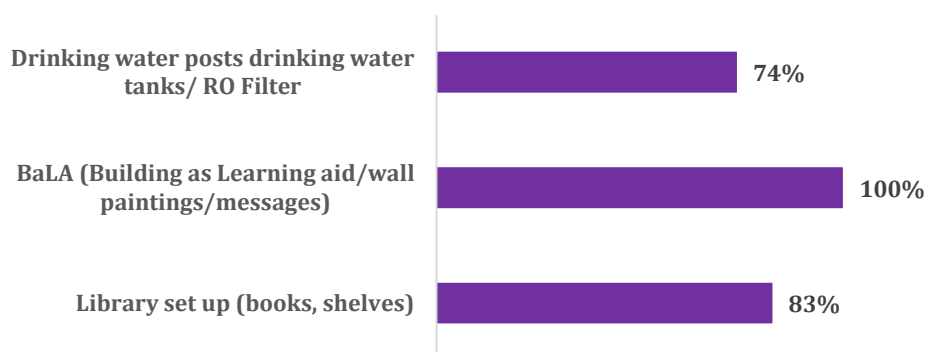 Drinking water posts drinking water
tanks/ RO Filter
74%
BaLA (Building as Learning aid/wall
paintings/messages)
100%
Library set up (books, shelves)
83%